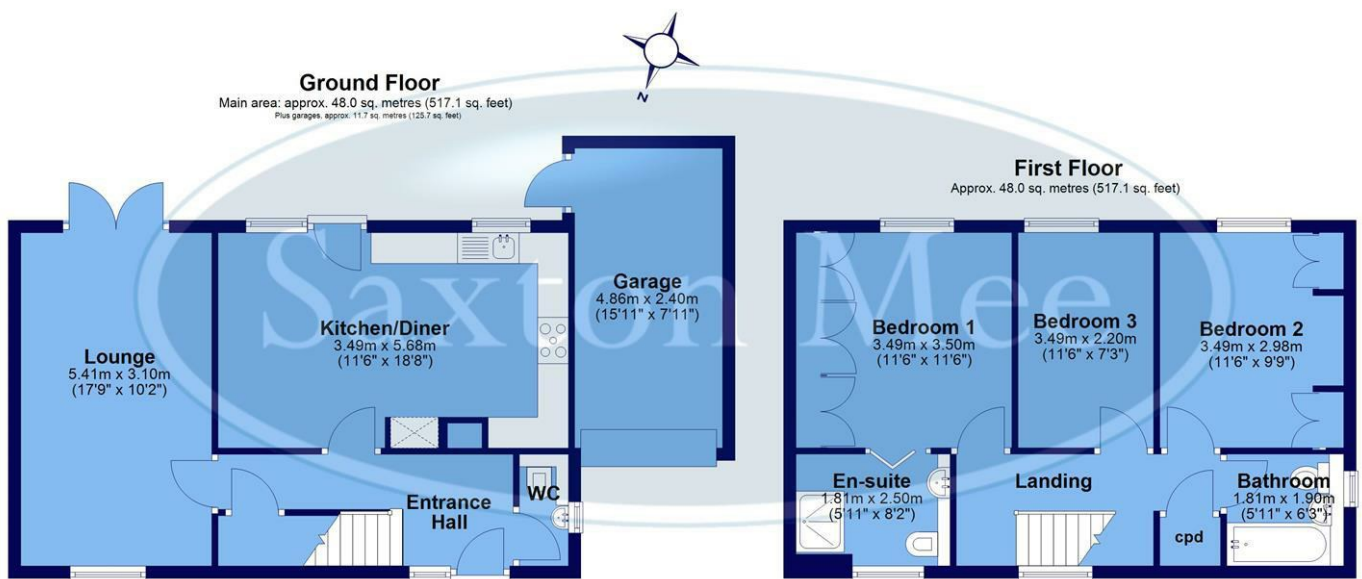 Ground Floor
Main area: approx. 48.0 sq. metres (517.1 sq. feet)
Plus garages, approx. 11.7 sq. metres (125.7 sq. feet)
N
First Floor
Approx. 48.0 sq. metres (517.1 sq. feet)
Saxton Mee
Lounge
5.41m x 3.10m
(17'9" x 10'2")
Kitchen/Diner
3.49m x 5.68m
(11'6" x 18'8")
Garage
4.86m x 2.40m
(15'11" x 7'11")
Entrance
Hall
WC
Bedroom 1
3.49m x 3.50m
(11'6" x 11'6")
Bedroom 3
3.49m x 2.20m
(11'6" x 7'3")
Bedroom 2
3.49m x 2.98m
(11'6" x 9'9")
En-suite
1.81m x 2.50m
(5'11" x 8'2")
Landing
Bathroom
1.81m x 1.90m
(5'11" x 6'3")
cpd